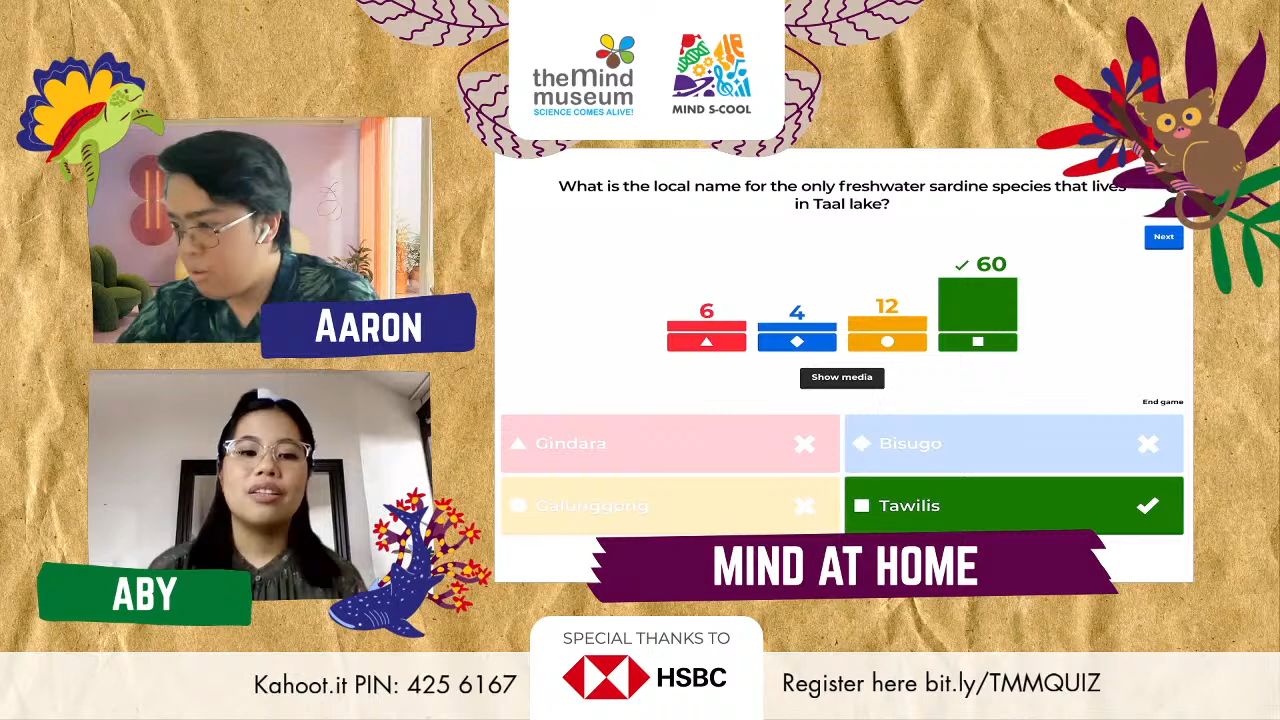 the mind
museum
SCIENCE COMES ALIVE!
MIND S-COOL
What is the local name for the only freshwater sardine species that lives
in Taal lake?
Next
6
4
12
60
Show media
End game
Gindara
Bisugo
Galunggong
Tawilis
AARON
ABY
MIND AT HOME
SPECIAL THANKS TO
HSBC
Kahoot.it PIN: 425 6167
Register here bit.ly/TMMQUIZ